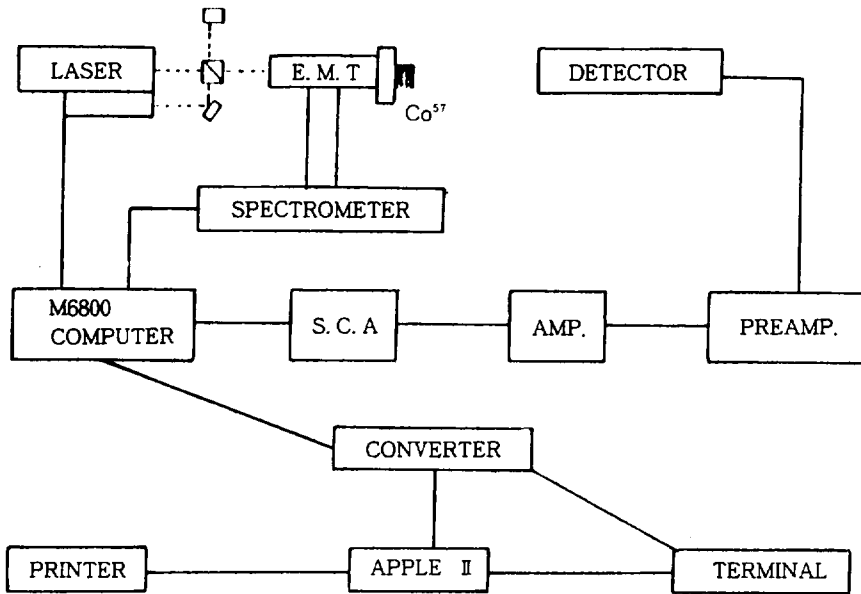 LASER
E. M. T
Co⁵⁷
DETECTOR
SPECTROMETER
M6800
COMPUTER
S. C. A
AMP.
PREAMP.
CONVERTER
PRINTER
APPLE II
TERMINAL